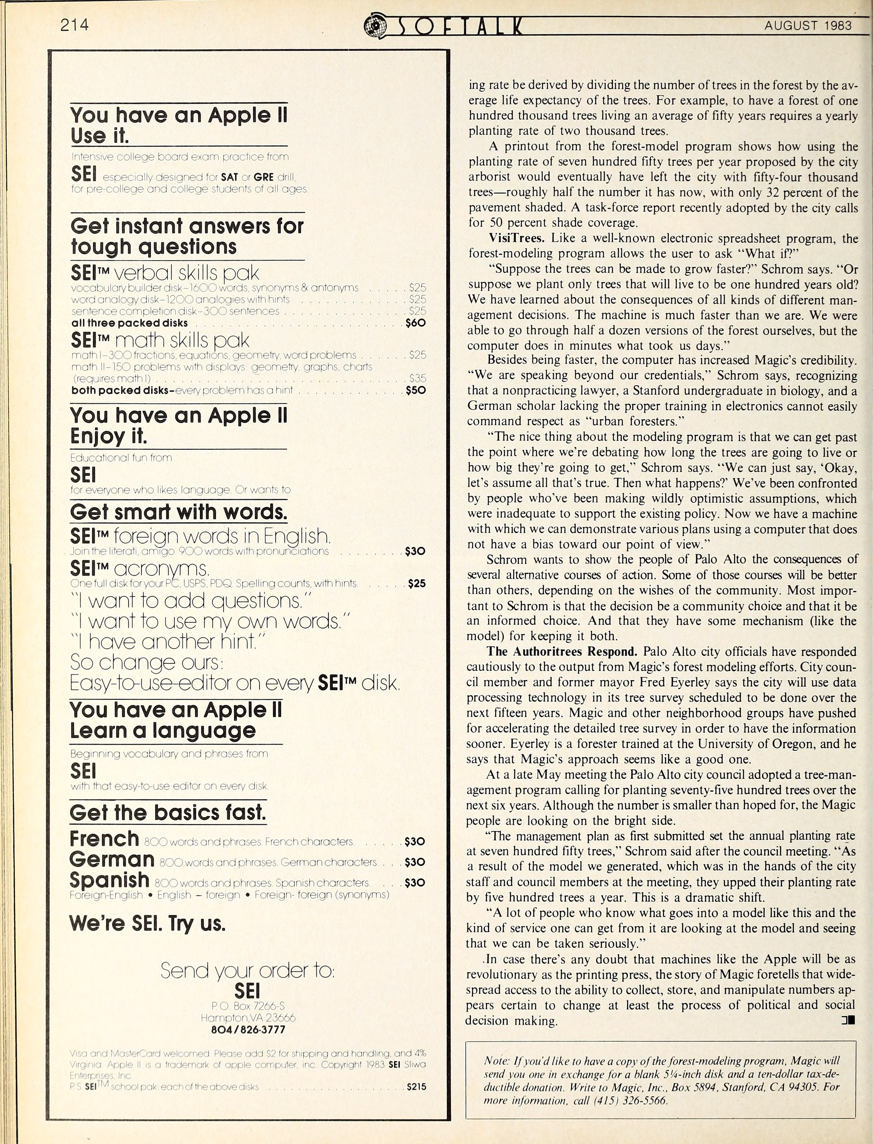 214
SOFTALK
AUGUST 1983
You have an Apple II
Use it.
Intensive college board exam practice from
SEI especially designed for SAT or GRE drill,
for pre-college and college students of all ages.
Get instant answers for
tough questions
SEI™ verbal skills pak
vocabulary builder disk–1600 words, synonyms & antonyms . . . . . $25
word analogy disk–1200 analogies with hints . . . . . . . . . . . . $25
sentence completion disk–300 sentences . . . . . . . . . . . . . $25
all three packed disks . . . . . . . . . . . . . . . . . . . . . . . $60
SEI™ math skills pak
math I–300 fractions, equations, geometry, word problems . . . . . . $25
math II–150 problems with displays: geometry, graphs, charts
(requires math I) . . . . . . . . . . . . . . . . . . . . . . . . . $35
both packed disks–every problem has a hint . . . . . . . . . . . . $50
You have an Apple II
Enjoy it.
Educational fun from
SEI
for everyone who likes language. Or wants to.
Get smart with words.
SEI™ foreign words in English.
Join the literati, amigo. 900 words with pronunciations . . . . . . . . $30
SEI™ acronyms.
One full disk for your PC, USPS, PDQ. Spelling counts, with hints. . . . . . $25
"I want to add questions."
"I want to use my own words."
"I have another hint."
So change ours:
Easy-to-use-editor on every SEI™ disk.
You have an Apple II
Learn a language
Beginning vocabulary and phrases from
SEI
with that easy-to-use editor on every disk.
Get the basics fast.
French 800 words and phrases. French characters. . . . . . $30
German 800 words and phrases. German characters. . . . $30
Spanish 800 words and phrases. Spanish characters. . . . $30
Foreign-English • English – foreign • Foreign- foreign (synonyms)
We're SEI. Try us.
Send your order to:
SEI
P.O. Box 7266-S
Hampton, VA 23666
804/826-3777
Visa and MasterCard welcomed. Please add $2 for shipping and handling, and 4%
Virginia. Apple II is a trademark of apple computer, inc. Copyright 1983 SEI Sliwa
Enterprises, Inc.
P.S. SEI™ school pak: each of the above disks . . . . . . . . . . . . . . . . . . . $215
ing rate be derived by dividing the number of trees in the forest by the av-
erage life expectancy of the trees. For example, to have a forest of one
hundred thousand trees living an average of fifty years requires a yearly
planting rate of two thousand trees.
A printout from the forest-model program shows how using the
planting rate of seven hundred fifty trees per year proposed by the city
arborist would eventually have left the city with fifty-four thousand
trees—roughly half the number it has now, with only 32 percent of the
pavement shaded. A task-force report recently adopted by the city calls
for 50 percent shade coverage.
VisiTrees. Like a well-known electronic spreadsheet program, the
forest-modeling program allows the user to ask "What if?"
"Suppose the trees can be made to grow faster?" Schrom says. "Or
suppose we plant only trees that will live to be one hundred years old?
We have learned about the consequences of all kinds of different man-
agement decisions. The machine is much faster than we are. We were
able to go through half a dozen versions of the forest ourselves, but the
computer does in minutes what took us days."
Besides being faster, the computer has increased Magic's credibility.
"We are speaking beyond our credentials," Schrom says, recognizing
that a nonpracticing lawyer, a Stanford undergraduate in biology, and a
German scholar lacking the proper training in electronics cannot easily
command respect as "urban foresters."
"The nice thing about the modeling program is that we can get past
the point where we're debating how long the trees are going to live or
how big they're going to get," Schrom says. "We can just say, 'Okay,
let's assume all that's true. Then what happens?' We've been confronted
by people who've been making wildly optimistic assumptions, which
were inadequate to support the existing policy. Now we have a machine
with which we can demonstrate various plans using a computer that does
not have a bias toward our point of view."
Schrom wants to show the people of Palo Alto the consequences of
several alternative courses of action. Some of those courses will be better
than others, depending on the wishes of the community. Most impor-
tant to Schrom is that the decision be a community choice and that it be
an informed choice. And that they have some mechanism (like the
model) for keeping it both.
The Authoritrees Respond. Palo Alto city officials have responded
cautiously to the output from Magic's forest modeling efforts. City coun-
cil member and former mayor Fred Eyerley says the city will use data
processing technology in its tree survey scheduled to be done over the
next fifteen years. Magic and other neighborhood groups have pushed
for accelerating the detailed tree survey in order to have the information
sooner. Eyerley is a forester trained at the University of Oregon, and he
says that Magic's approach seems like a good one.
At a late May meeting the Palo Alto city council adopted a tree-man-
agement program calling for planting seventy-five hundred trees over the
next six years. Although the number is smaller than hoped for, the Magic
people are looking on the bright side.
"The management plan as first submitted set the annual planting rate
at seven hundred fifty trees," Schrom said after the council meeting. "As
a result of the model we generated, which was in the hands of the city
staff and council members at the meeting, they upped their planting rate
by five hundred trees a year. This is a dramatic shift.
"A lot of people who know what goes into a model like this and the
kind of service one can get from it are looking at the model and seeing
that we can be taken seriously."
In case there's any doubt that machines like the Apple will be as
revolutionary as the printing press, the story of Magic foretells that wide-
spread access to the ability to collect, store, and manipulate numbers ap-
pears certain to change at least the process of political and social
decision making.
Note: If you'd like to have a copy of the forest-modeling program, Magic will
send you one in exchange for a blank 5¼-inch disk and a ten-dollar tax-de-
ductible donation. Write to Magic, Inc., Box 5894, Stanford, CA 94305. For
more information, call (415) 326-5566.